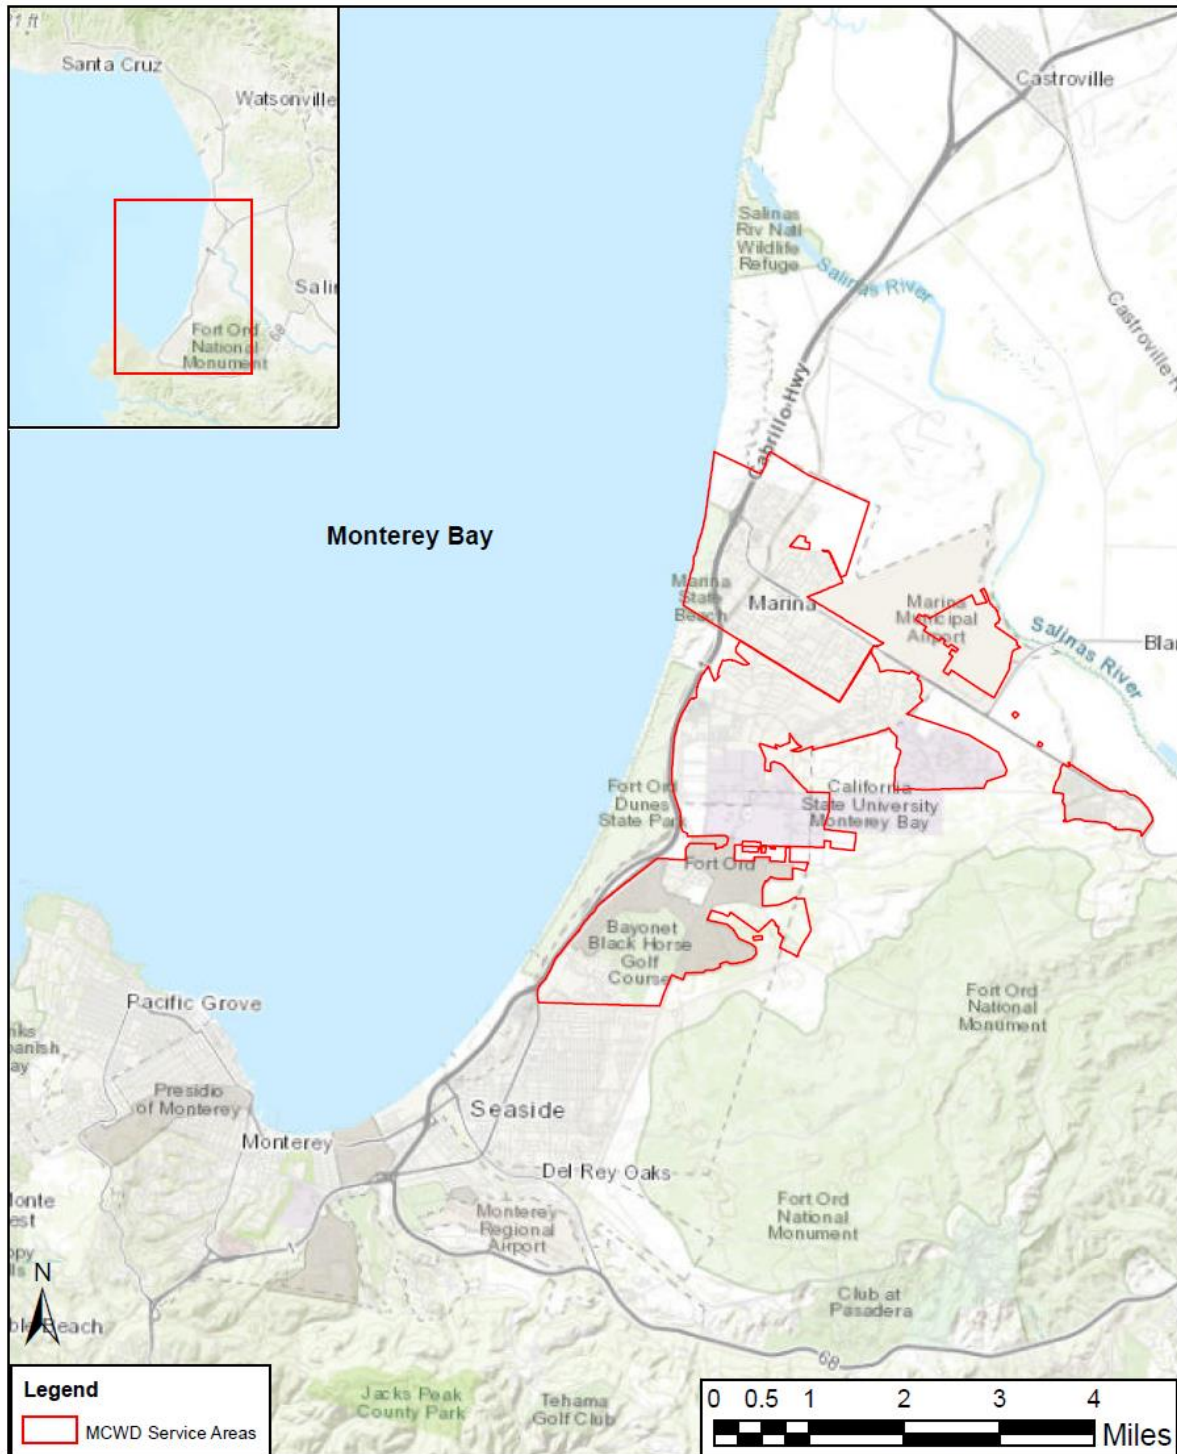 Santa Cruz
Watsonville
Fort Ord
National
Monument
68
Castroville
Salinas
Riv Natl
Wildlife
Refuge
Salinas River
Cabrillo Hwy
Castroville
Monterey Bay
Marina
State
Beach
Marina
Marina
Municipal
Airport
Salinas River
Fort Ord
Dunes
State Park
California
State University
Monterey Bay
Fort Ord
Bayonet
Black Horse
Golf
Course
Fort Ord
National
Monument
Pacific Grove
Presidio
of Monterey
Seaside
Monterey
Del Rey Oaks
Fort Ord
National
Monument
Monterey
Regional
Airport
1
Club at
Pasadera
N
Beach
68
Jacks Peak
County Park
Tehama
Golf Club
Legend
MCWD Service Areas
0 0.5 1 2 3 4
Miles